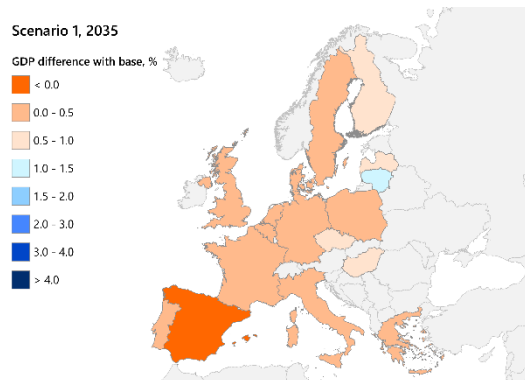 Scenario 1, 2035
GDP difference with base, %
< 0.0
0.0 - 0.5
0.5 - 1.0
1.0 - 1.5
1.5 - 2.0
2.0 - 3.0
3.0 - 4.0
> 4.0